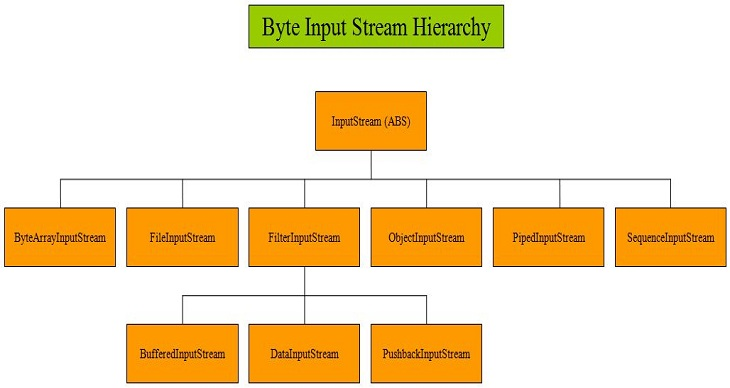 Byte Input Stream Hierarchy
InputStream (ABS)
ByteArrayInputStream
FileInputStream
FilterInputStream
ObjectInputStream
PipedInputStream
SequenceInputStream
BufferedInputStream
DataInputStream
PushbackInputStream